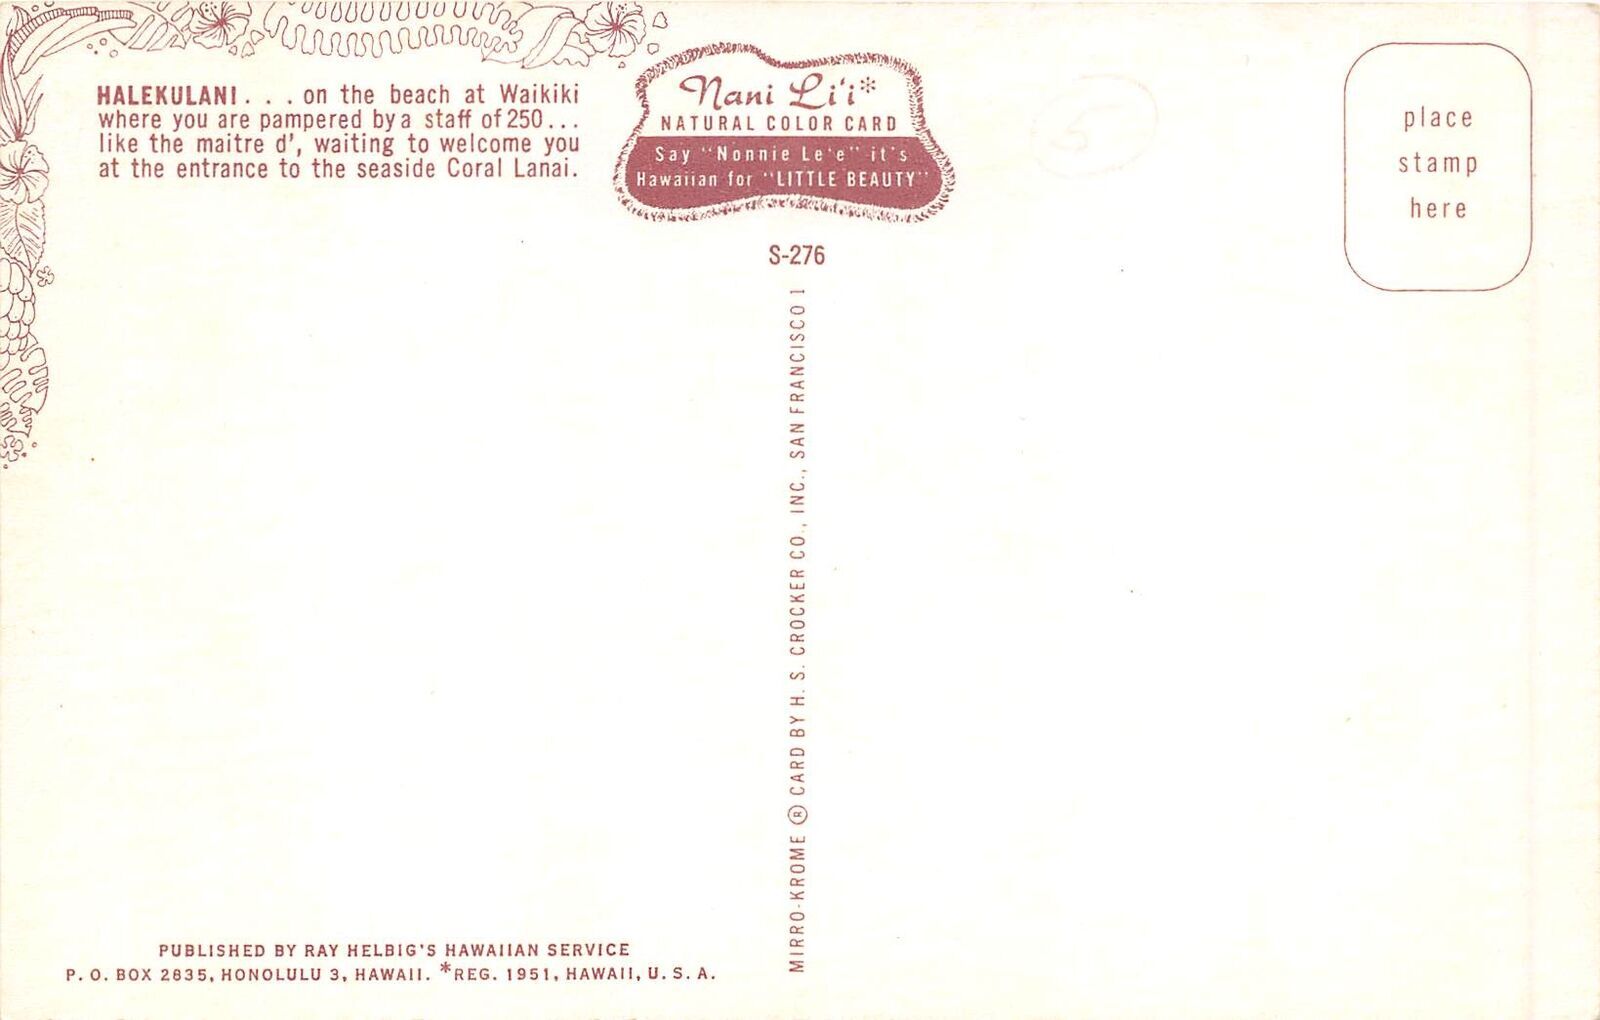 HALEKULANI. . . on the beach at Waikiki
where you are pampered by a staff of 250...
like the maitre d', waiting to welcome you
at the entrance to the seaside Coral Lanai.
Nani Li'i*
NATURAL COLOR CARD
Say "Nonnie Le'e" it's
Hawaiian for "LITTLE BEAUTY"
S-276
place
stamp
here
5
MIRRO-KROME ® CARD BY H. S. CROCKER CO., INC., SAN FRANCISCO 1
PUBLISHED BY RAY HELBIG'S HAWAIIAN SERVICE
P. O. BOX 2835, HONOLULU 3, HAWAII. *REG. 1951, HAWAII, U. S. A.